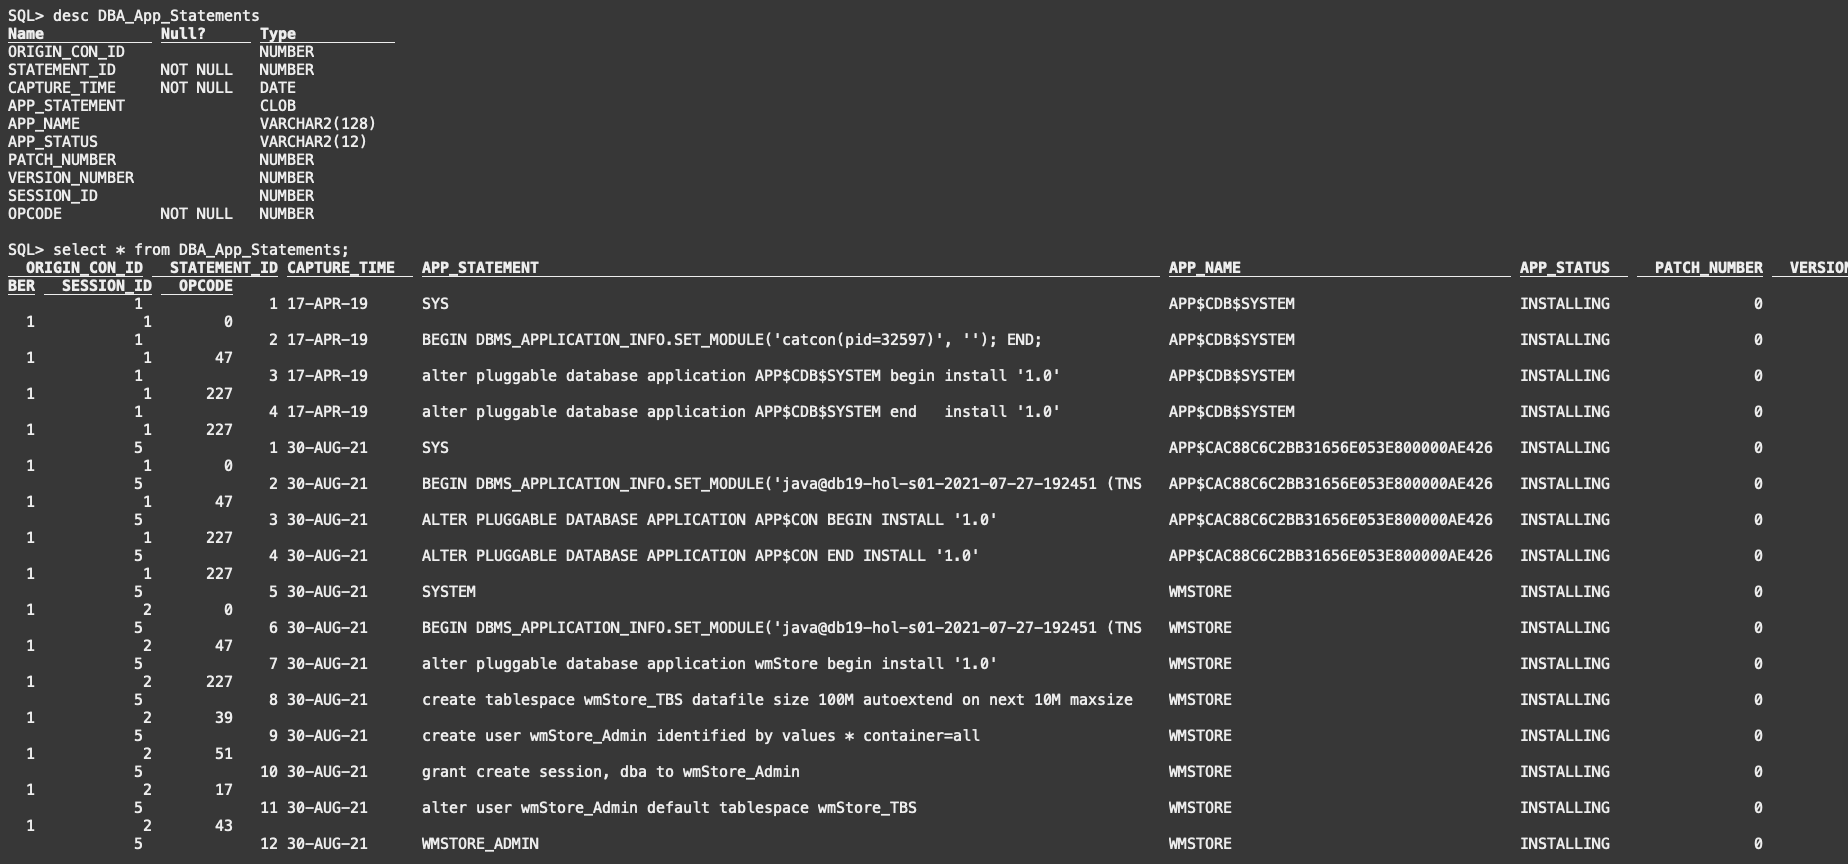 SQL> desc DBA_App_Statements
Name Null? Type
ORIGIN_CON_ID NUMBER
STATEMENT_ID NOT NULL NUMBER
CAPTURE_TIME NOT NULL DATE
APP_STATEMENT CLOB
APP_NAME VARCHAR2(128)
APP_STATUS VARCHAR2(12)
PATCH_NUMBER NUMBER
VERSION_NUMBER NUMBER
SESSION_ID NUMBER
OPCODE NOT NULL NUMBER
SQL> select * from DBA_App_Statements;
ORIGIN_CON_ID STATEMENT_ID CAPTURE_TIME APP_STATEMENT APP_NAME APP_STATUS PATCH_NUMBER VERSION
BER SESSION_ID OPCODE
1 1 17-APR-19 SYS APP$CDB$SYSTEM INSTALLING 0
1 1 0
1 2 17-APR-19 BEGIN DBMS_APPLICATION_INFO.SET_MODULE('catcon(pid=32597)', ''); END; APP$CDB$SYSTEM INSTALLING 0
1 1 47
1 3 17-APR-19 alter pluggable database application APP$CDB$SYSTEM begin install '1.0' APP$CDB$SYSTEM INSTALLING 0
1 1 227
1 4 17-APR-19 alter pluggable database application APP$CDB$SYSTEM end install '1.0' APP$CDB$SYSTEM INSTALLING 0
1 1 227
5 1 30-AUG-21 SYS APP$CAC88C6C2BB31656E053E800000AE426 INSTALLING 0
1 1 0
5 2 30-AUG-21 BEGIN DBMS_APPLICATION_INFO.SET_MODULE('java@db19-hol-s01-2021-07-27-192451 (TNS APP$CAC88C6C2BB31656E053E800000AE426 INSTALLING 0
1 1 47
5 3 30-AUG-21 ALTER PLUGGABLE DATABASE APPLICATION APP$CON BEGIN INSTALL '1.0' APP$CAC88C6C2BB31656E053E800000AE426 INSTALLING 0
1 1 227
5 4 30-AUG-21 ALTER PLUGGABLE DATABASE APPLICATION APP$CON END INSTALL '1.0' APP$CAC88C6C2BB31656E053E800000AE426 INSTALLING 0
1 1 227
5 5 30-AUG-21 SYSTEM WMSTORE INSTALLING 0
1 2 0
5 6 30-AUG-21 BEGIN DBMS_APPLICATION_INFO.SET_MODULE('java@db19-hol-s01-2021-07-27-192451 (TNS WMSTORE INSTALLING 0
1 2 47
5 7 30-AUG-21 alter pluggable database application wmStore begin install '1.0' WMSTORE INSTALLING 0
1 2 227
5 8 30-AUG-21 create tablespace wmStore_TBS datafile size 100M autoextend on next 10M maxsize WMSTORE INSTALLING 0
1 2 39
5 9 30-AUG-21 create user wmStore_Admin identified by values * container=all WMSTORE INSTALLING 0
1 2 51
5 10 30-AUG-21 grant create session, dba to wmStore_Admin WMSTORE INSTALLING 0
1 2 17
5 11 30-AUG-21 alter user wmStore_Admin default tablespace wmStore_TBS WMSTORE INSTALLING 0
1 2 43
5 12 30-AUG-21 WMSTORE_ADMIN WMSTORE INSTALLING 0